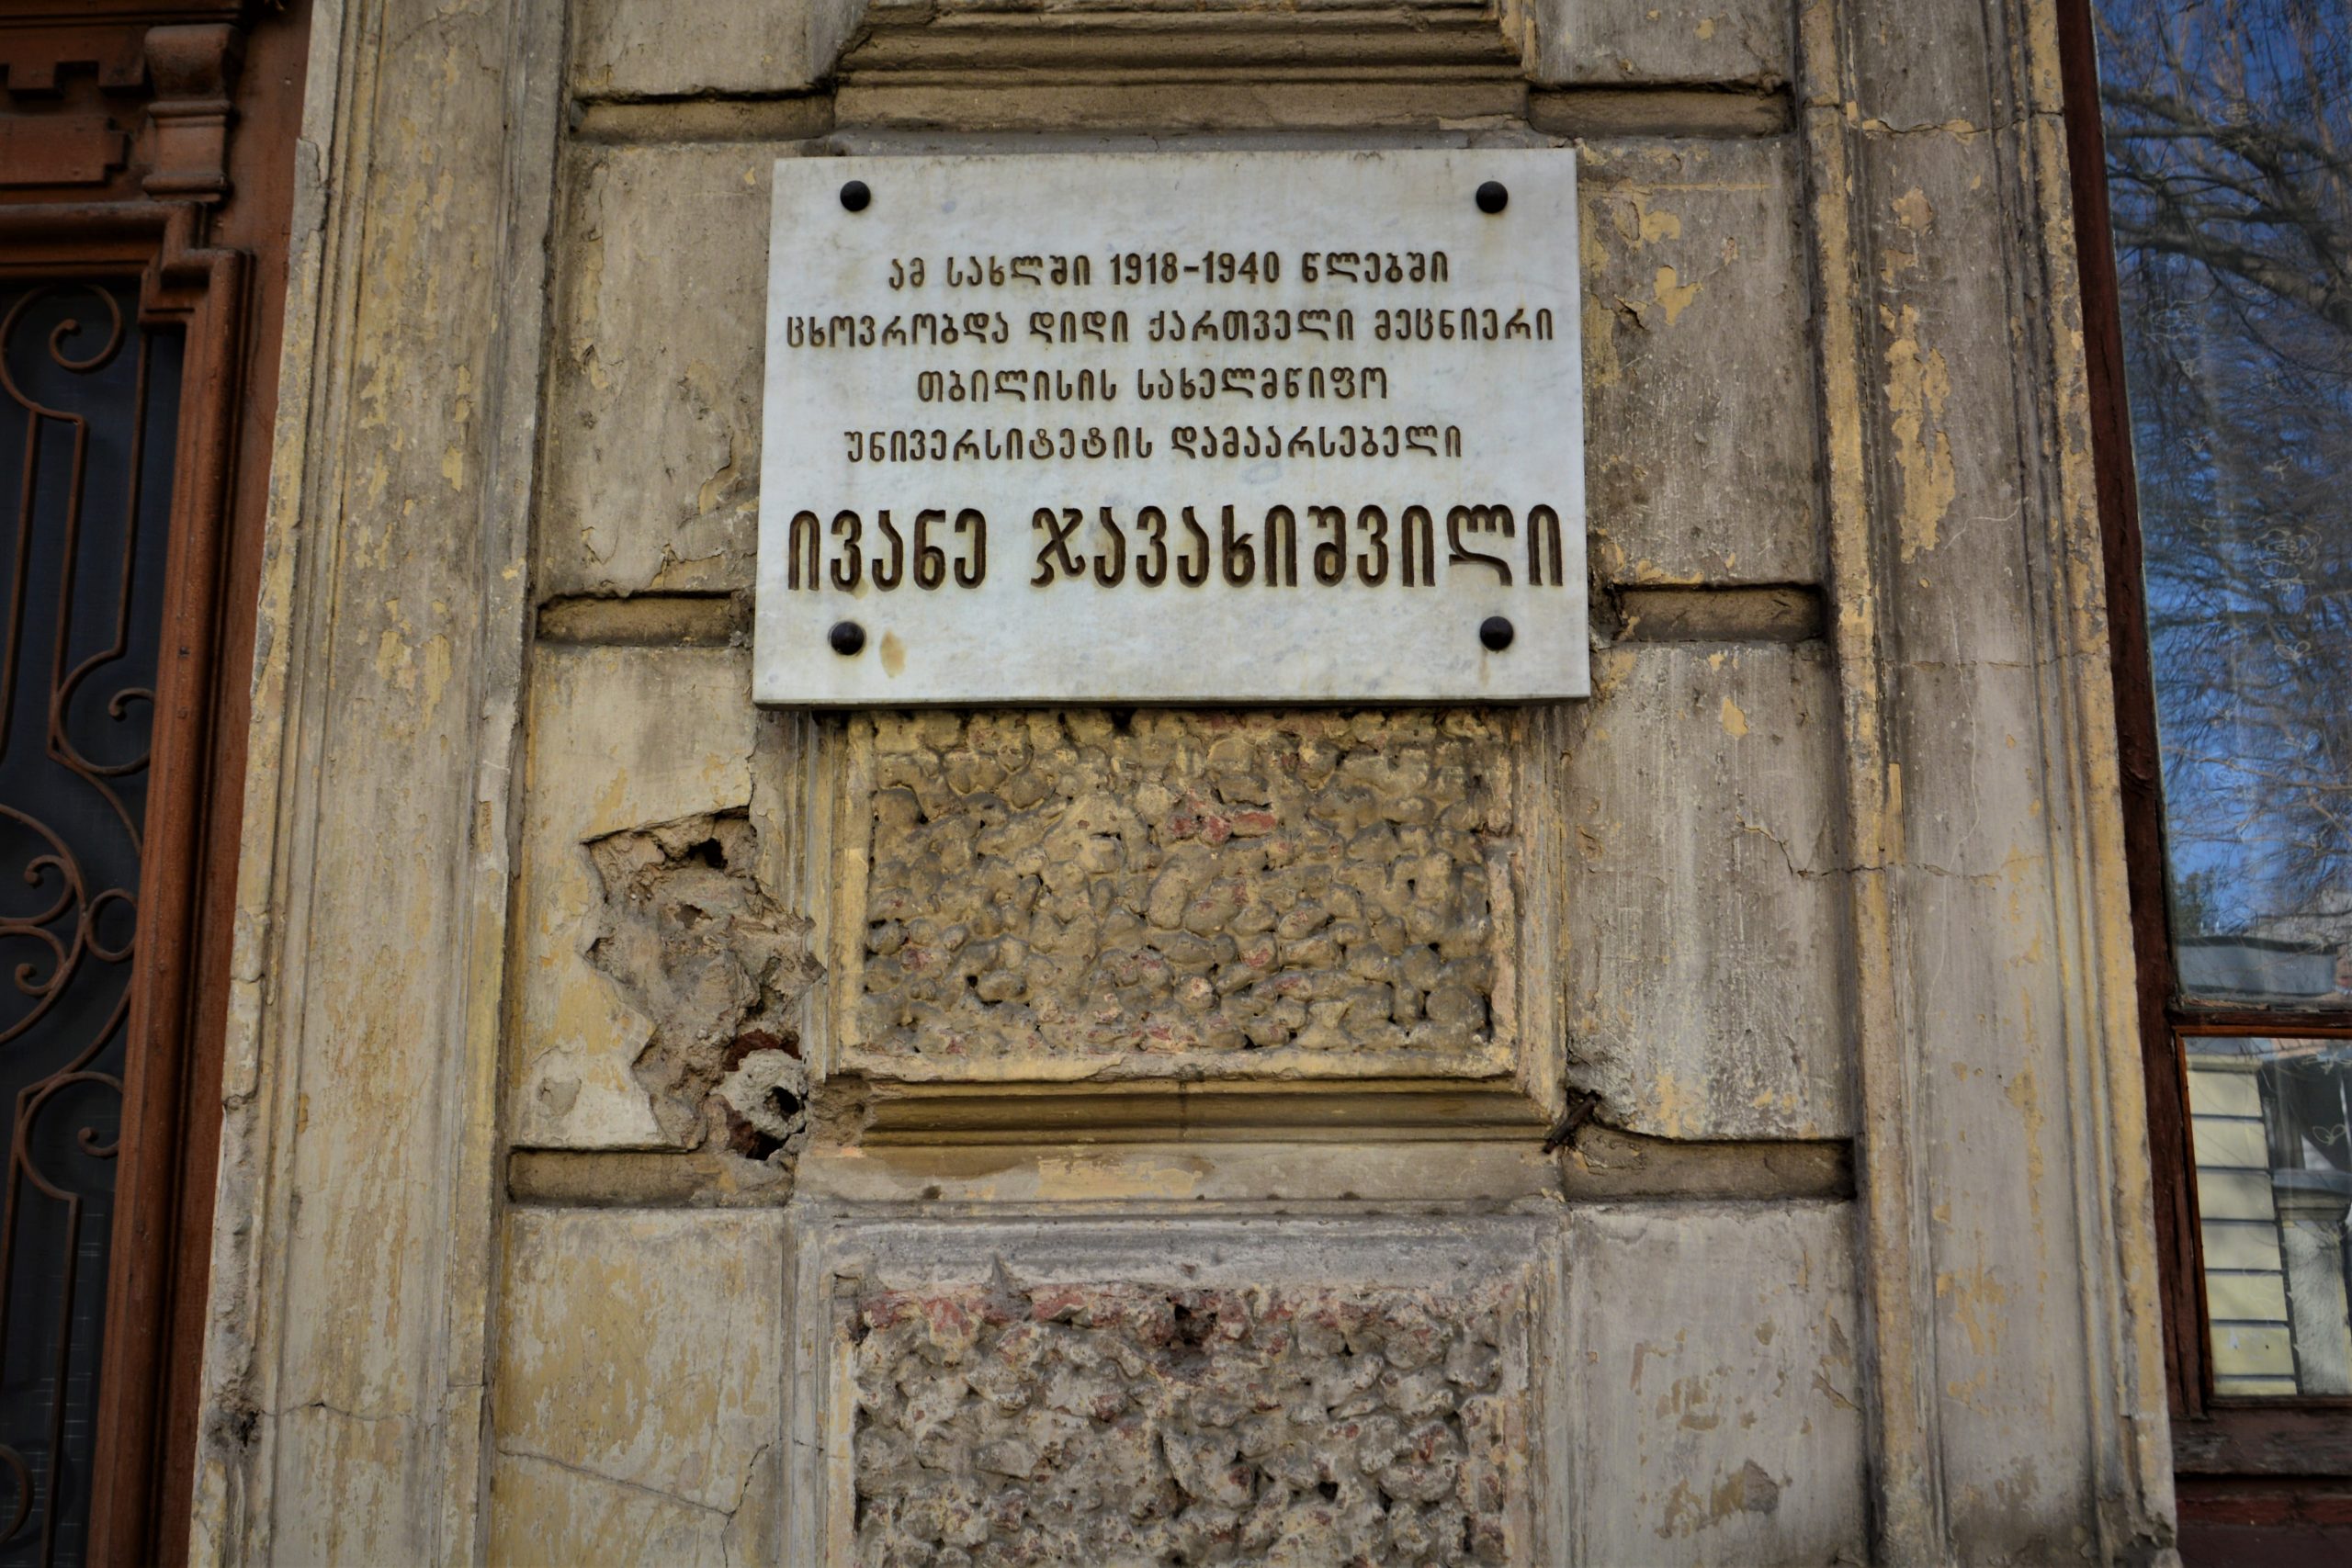 ამ სახლში 1918-1940 წლებში
ცხოვრობდა დიდი ქართველი მეცნიერი
თბილისის სახელმწიფო
უნივერსიტეტის დამაარსებელი
ივანე ჯავახიშვილი